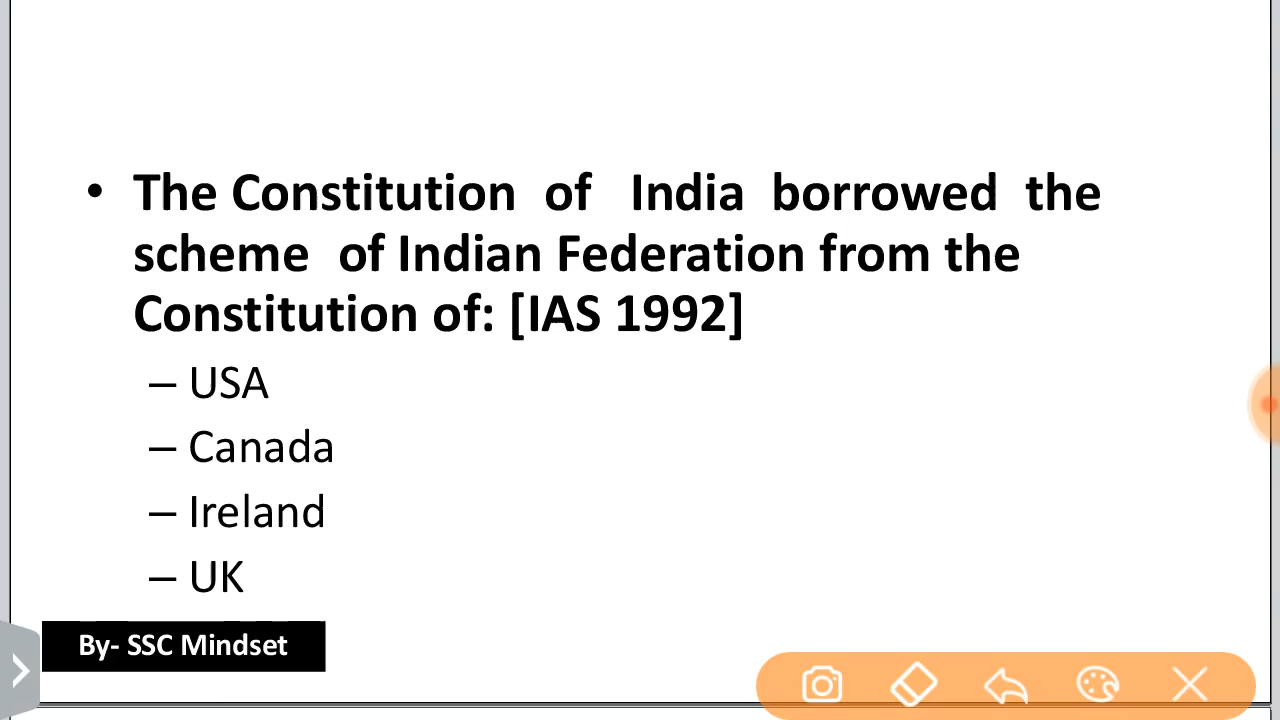 • The Constitution of India borrowed the
scheme of Indian Federation from the
Constitution of: [IAS 1992]
– USA
– Canada
– Ireland
– UK
By- SSC Mindset